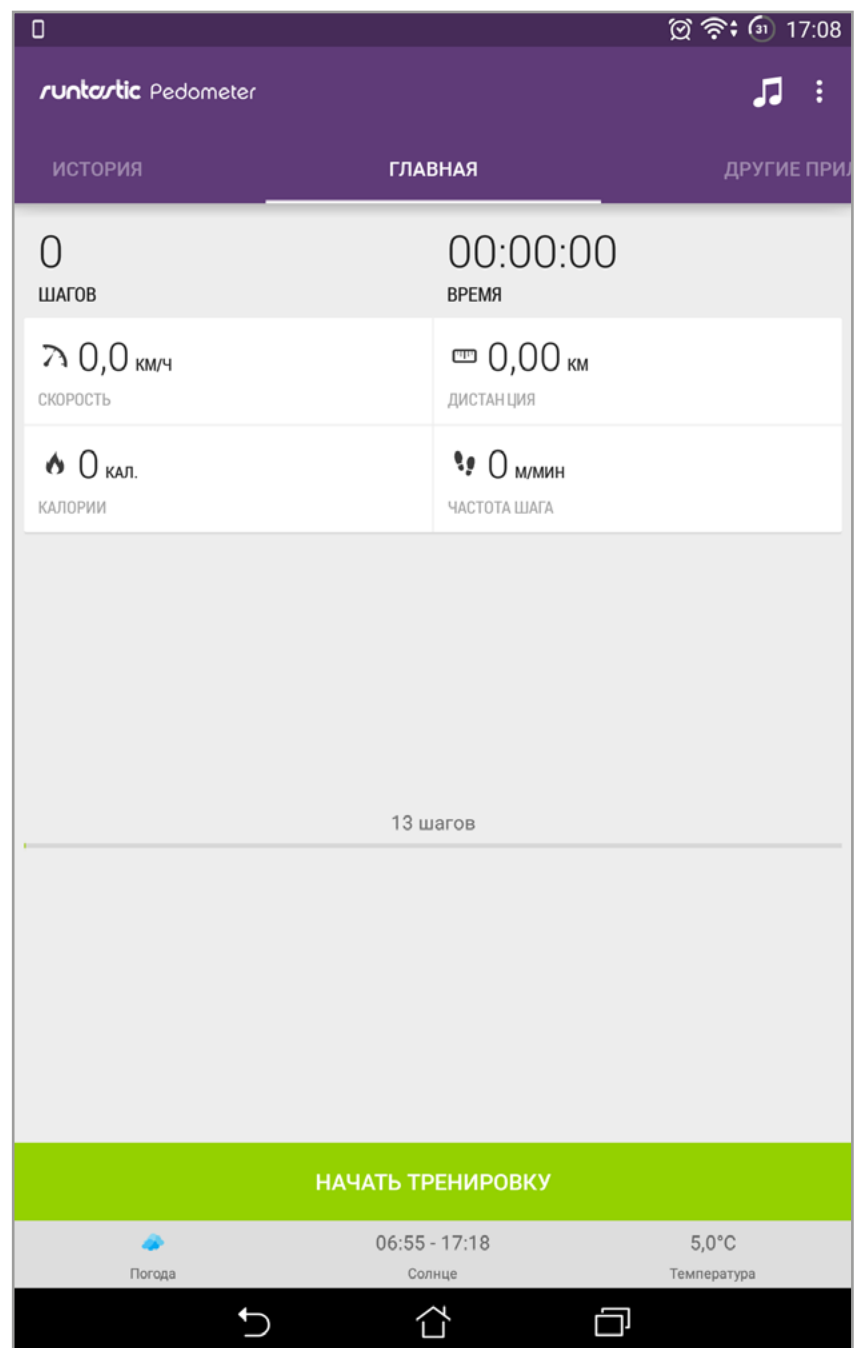 31 17:08
runtastic Pedometer
ИСТОРИЯ ГЛАВНАЯ ДРУГИЕ ПРИЛ
0 00:00:00
ШАГОВ ВРЕМЯ
0,0 КМ/Ч 0,00 КМ
СКОРОСТЬ ДИСТАНЦИЯ
0 КАЛ. 0 М/МИН
КАЛОРИИ ЧАСТОТА ШАГА
13 шагов
НАЧАТЬ ТРЕНИРОВКУ
06:55 - 17:18 5,0°C
Погода Солнце Температура